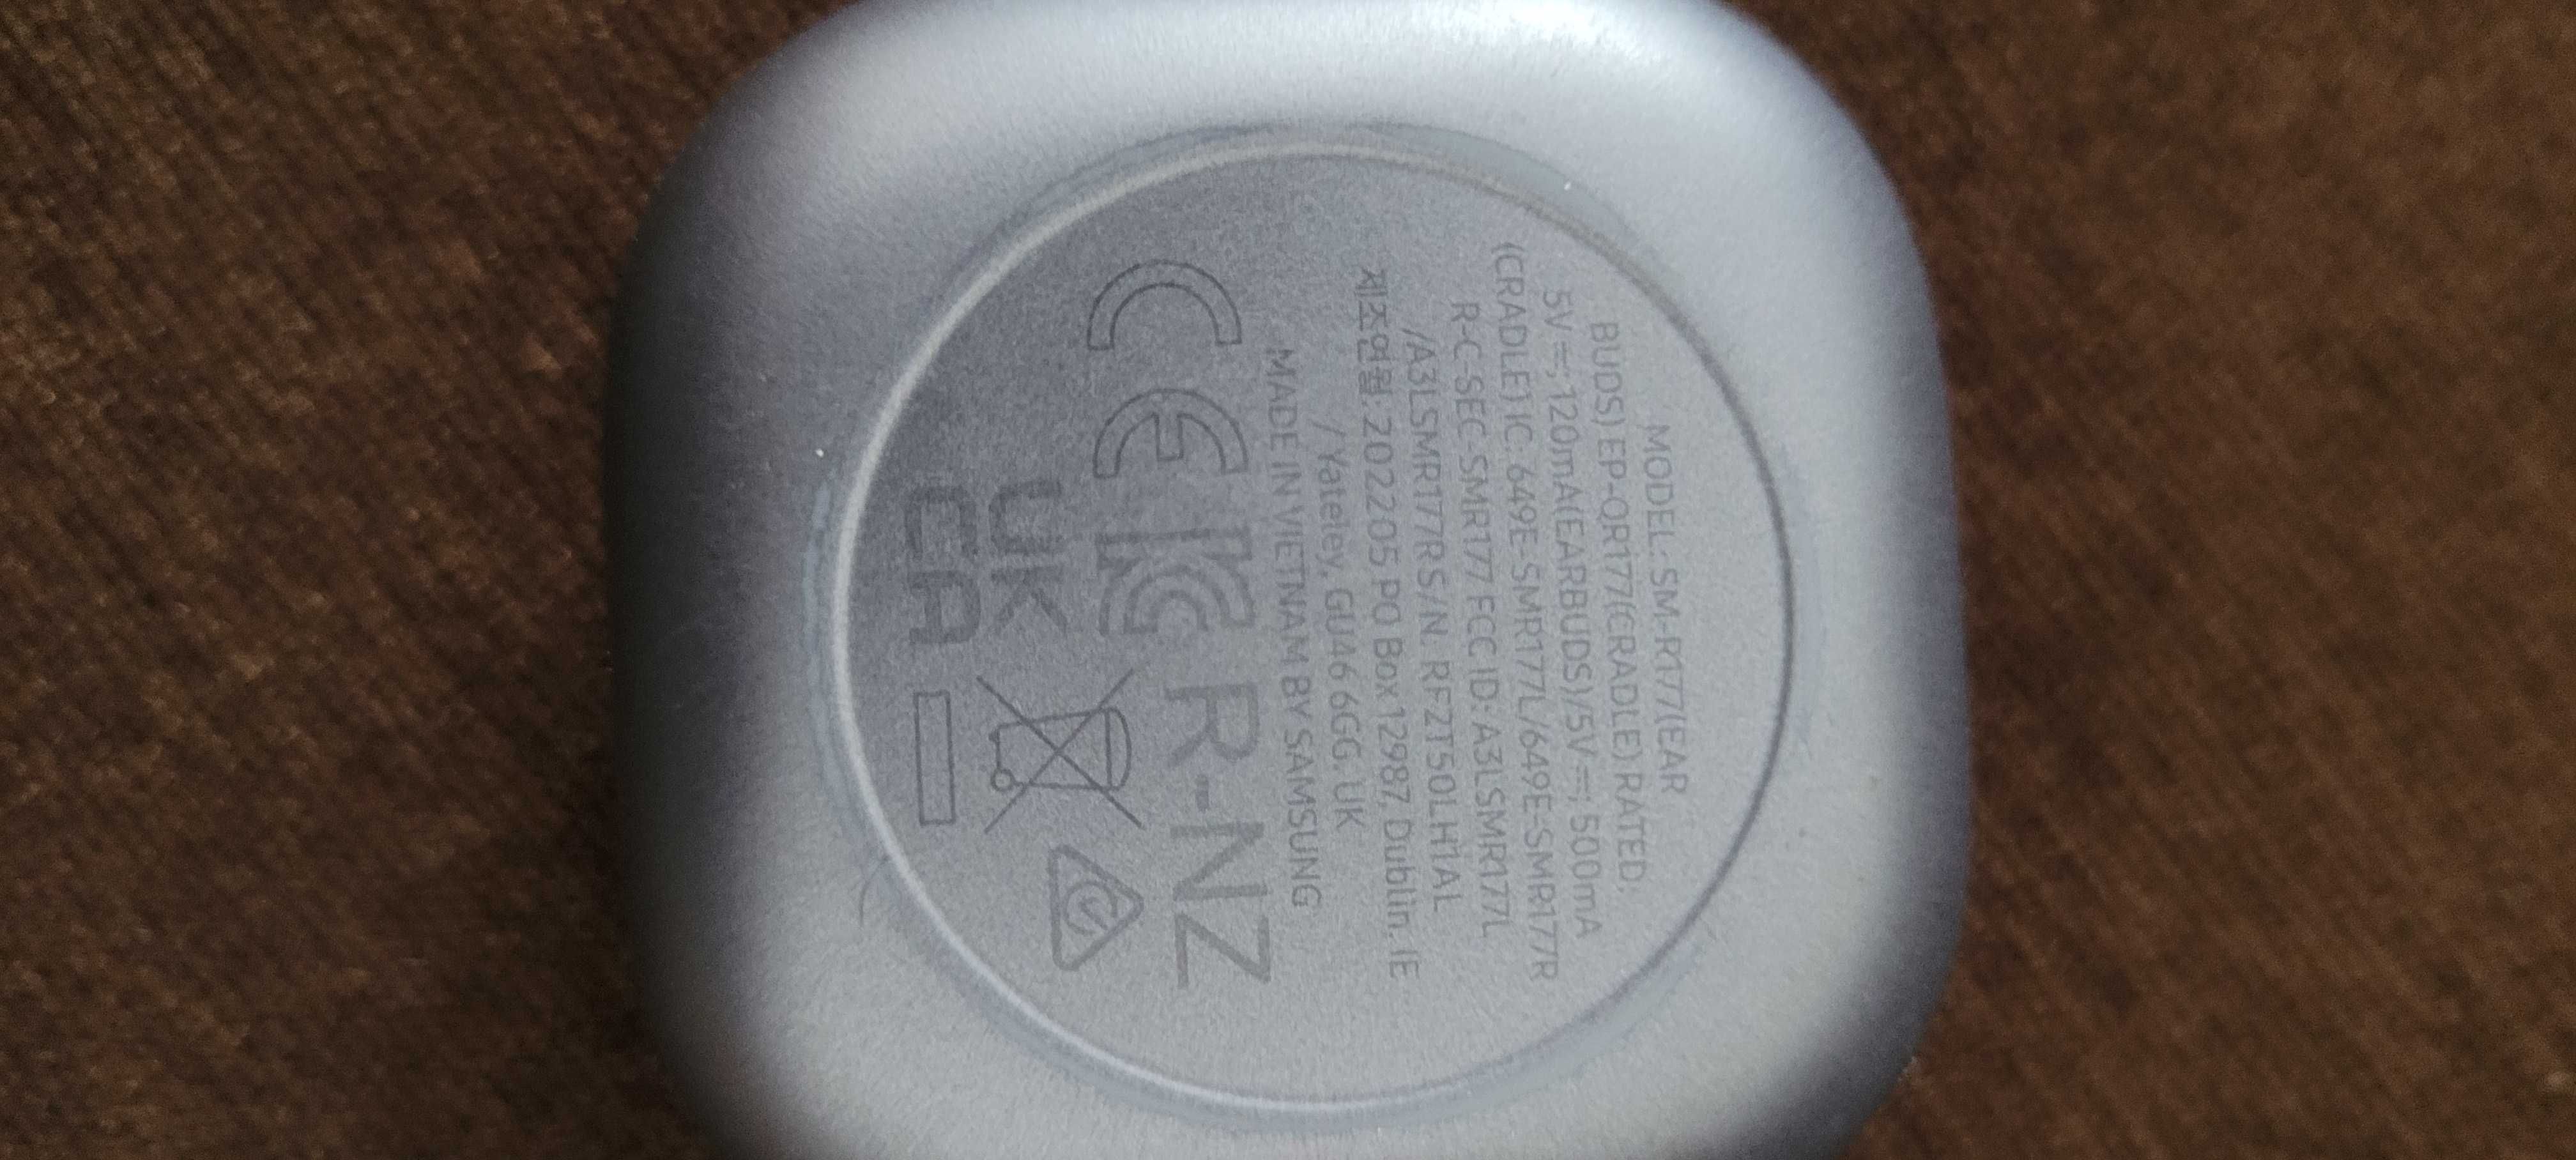 MODEL: SM-R177(EAR
BUDS) EP-QR177(CRADLE) RATED,
5V ⎓; 120mA(EARBUDS)/5V ⎓; 500mA
(CRADLE) IC: 649E-SMR177L/649E-SMR177R
R-C-SEC-SMR177 FCC ID: A3LSMR177L
/A3LSMR177R S/N: RF2T50LH1AL
제조연월:202205 PO Box 12987, Dublin. IE
/ Yateley, GU46 6GG. UK
MADE IN VIETNAM BY SAMSUNG
CE R-NZ
UK
CA